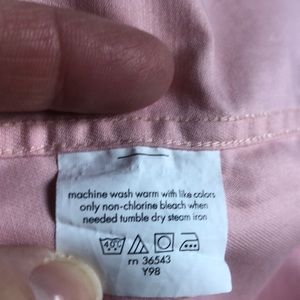 machine wash warm with like colors
only non-chlorine bleach when
needed tumble dry steam iron
40C
rn 36543
Y98